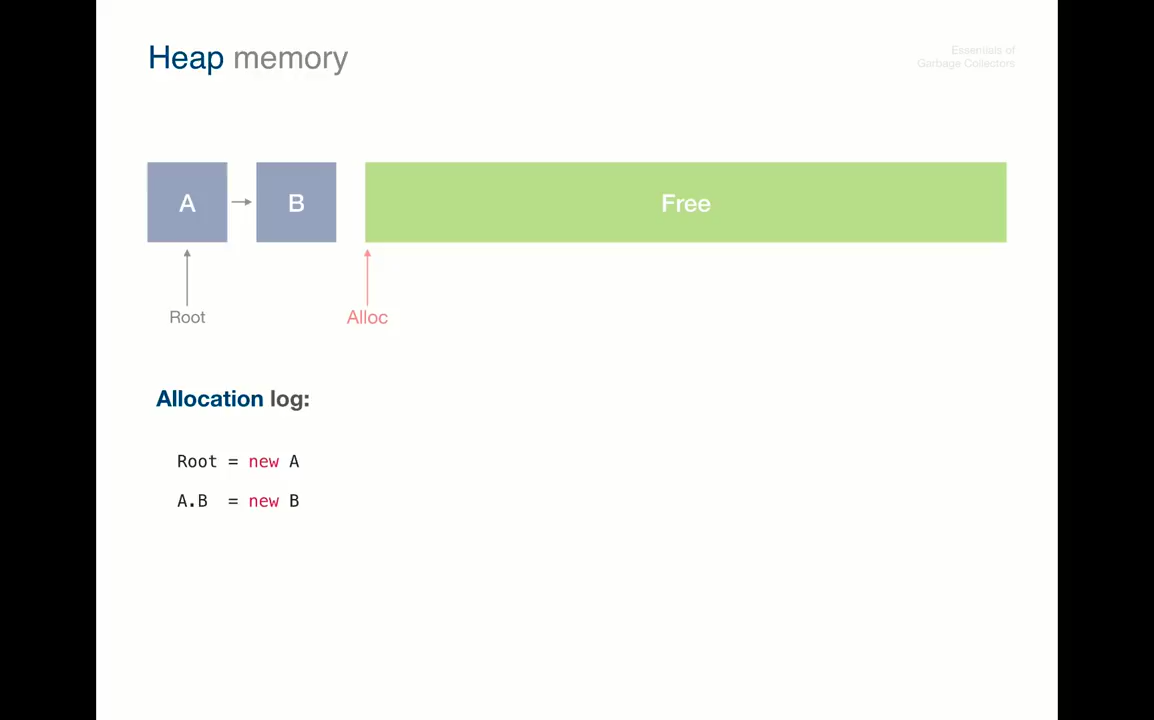 Heap memory
Essentials of
Garbage Collectors
A
B
Free
Root
Alloc
Allocation log:
Root = new A
A.B = new B